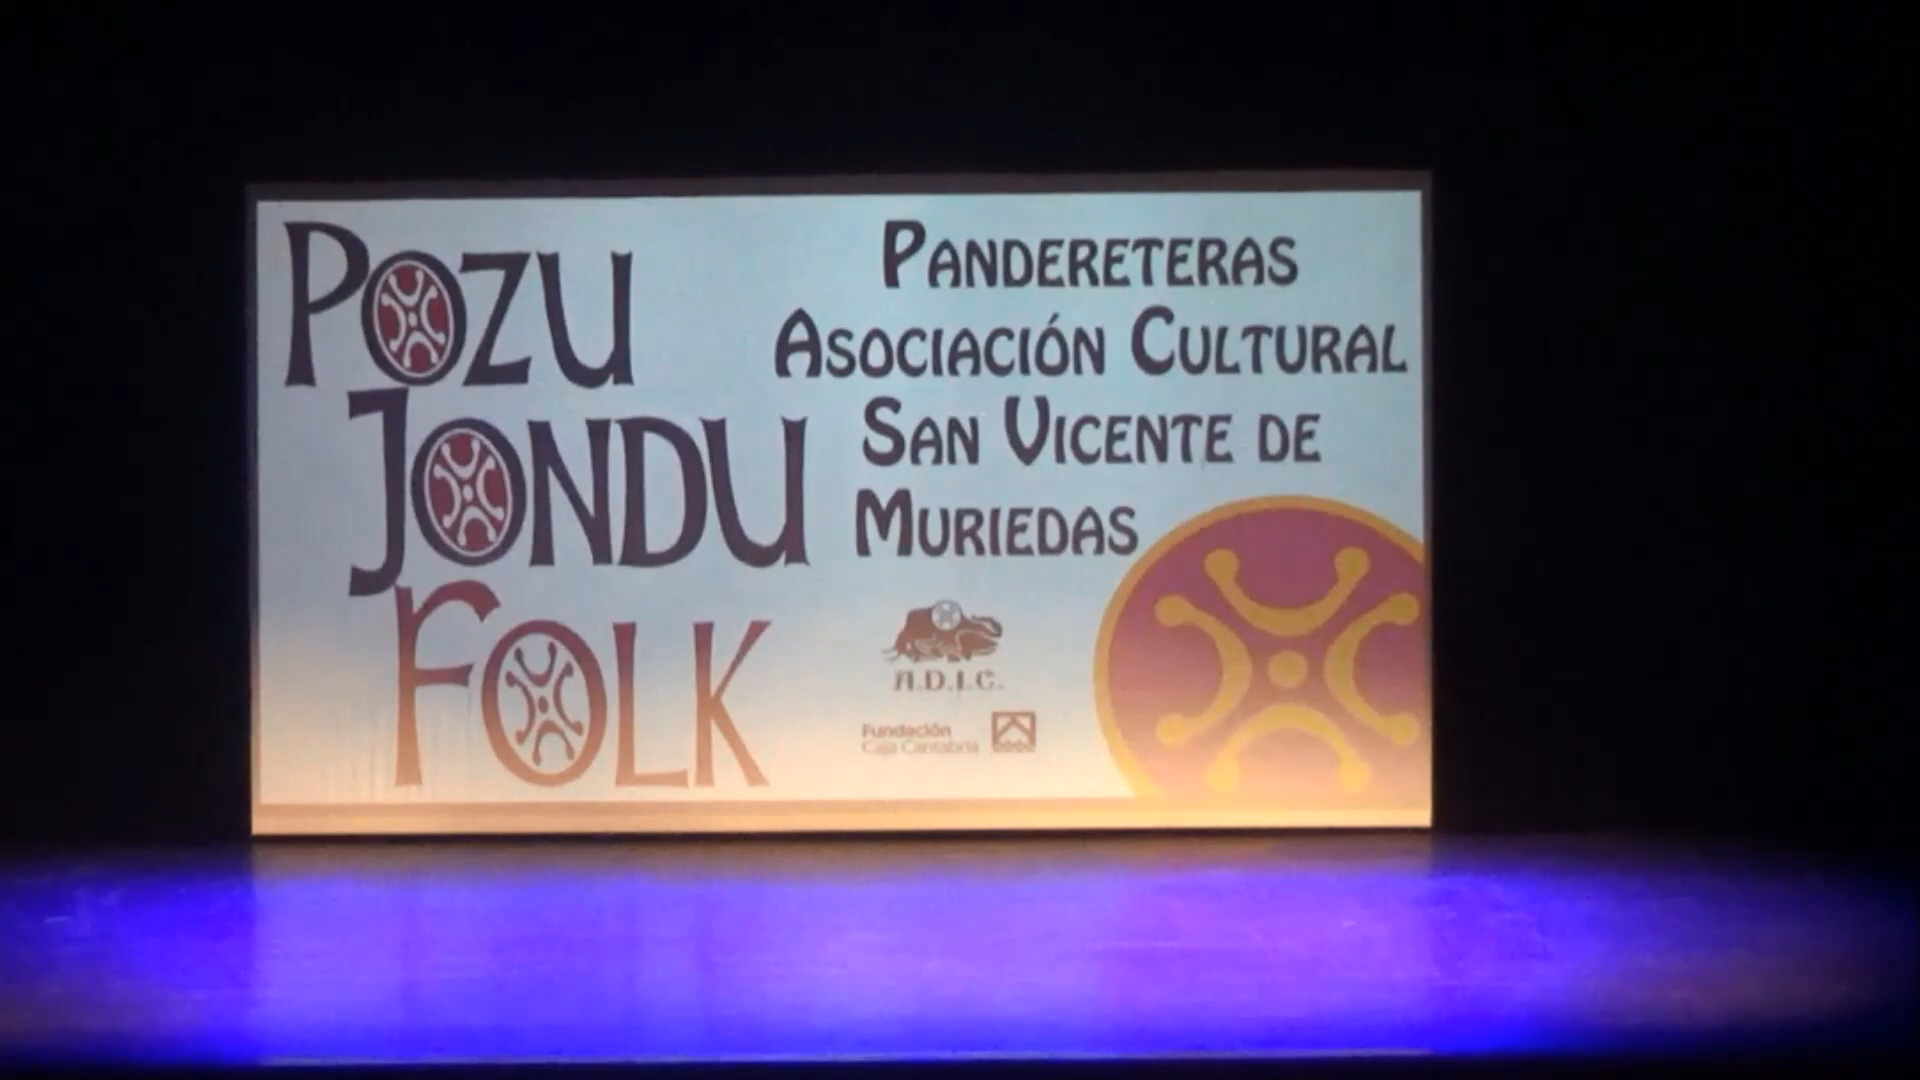 POZU
JONDU
FOLK
PANDERETERAS
ASOCIACIÓN CULTURAL
SAN VICENTE DE
MURIEDAS
A.D.I.C.
Fundación
Caja Cantabria